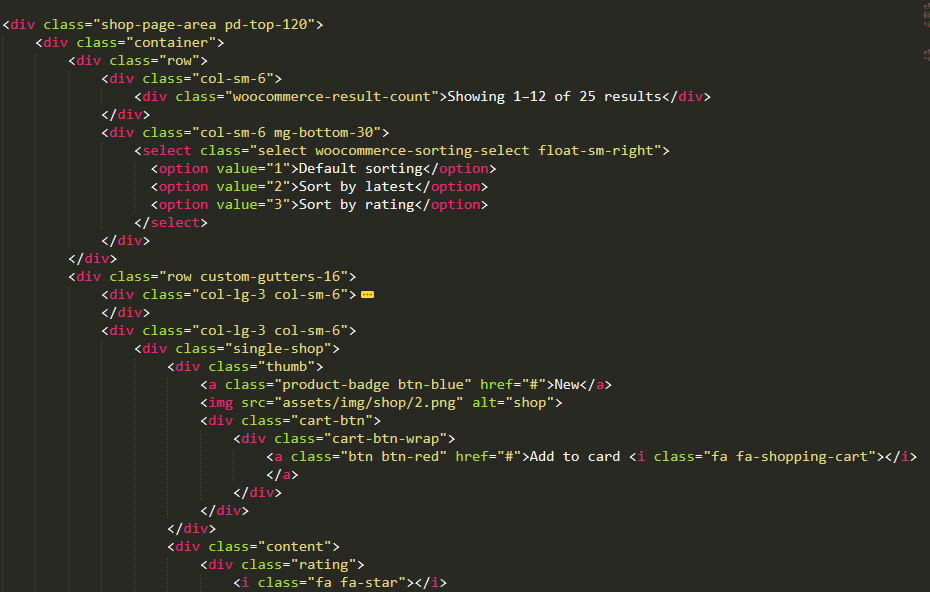 <div class="shop-page-area pd-top-120">
<div class="container">
<div class="row">
<div class="col-sm-6">
<div class="woocommerce-result-count">Showing 1–12 of 25 results</div>
</div>
<div class="col-sm-6 mg-bottom-30">
<select class="select woocommerce-sorting-select float-sm-right">
<option value="1">Default sorting</option>
<option value="2">Sort by latest</option>
<option value="3">Sort by rating</option>
</select>
</div>
</div>
<div class="row custom-gutters-16">
<div class="col-lg-3 col-sm-6">
</div>
<div class="col-lg-3 col-sm-6">
<div class="single-shop">
<div class="thumb">
<a class="product-badge btn-blue" href="#">New</a>
<img src="assets/img/shop/2.png" alt="shop">
<div class="cart-btn">
<div class="cart-btn-wrap">
<a class="btn btn-red" href="#">Add to card <i class="fa fa-shopping-cart"></i>
</a>
</div>
</div>
</div>
<div class="content">
<div class="rating">
<i class="fa fa-star"></i>